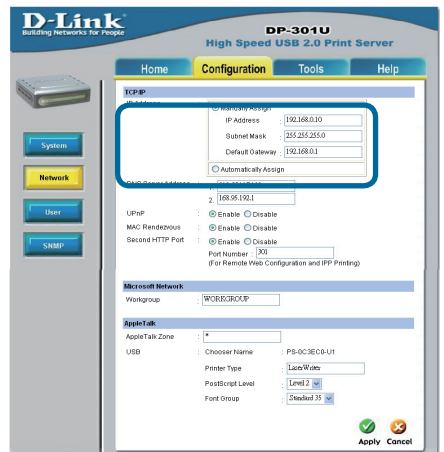 D-Link
Building Networks for People
DP-301U
High Speed USB 2.0 Print Server
Home Configuration Tools Help
TCP/IP
IP Address
Manually Assign
IP Address : 192.168.0.10
Subnet Mask : 255.255.255.0
Default Gateway : 192.168.0.1
Automatically Assign
DNS Server Address : 1.
2. 168.95.192.1
UPnP : Enable Disable
MAC Rendezvous : Enable Disable
Second HTTP Port : Enable Disable
Port Number : 301
(For Remote Web Configuration and IPP Printing)
Microsoft Network
Workgroup : WORKGROUP
AppleTalk
AppleTalk Zone : *
USB : Chooser Name : PS-0C3EC0-U1
Printer Type : LaserWriter
PostScript Level : Level 2
Font Group : Standard 35
System
Network
User
SNMP
Apply Cancel